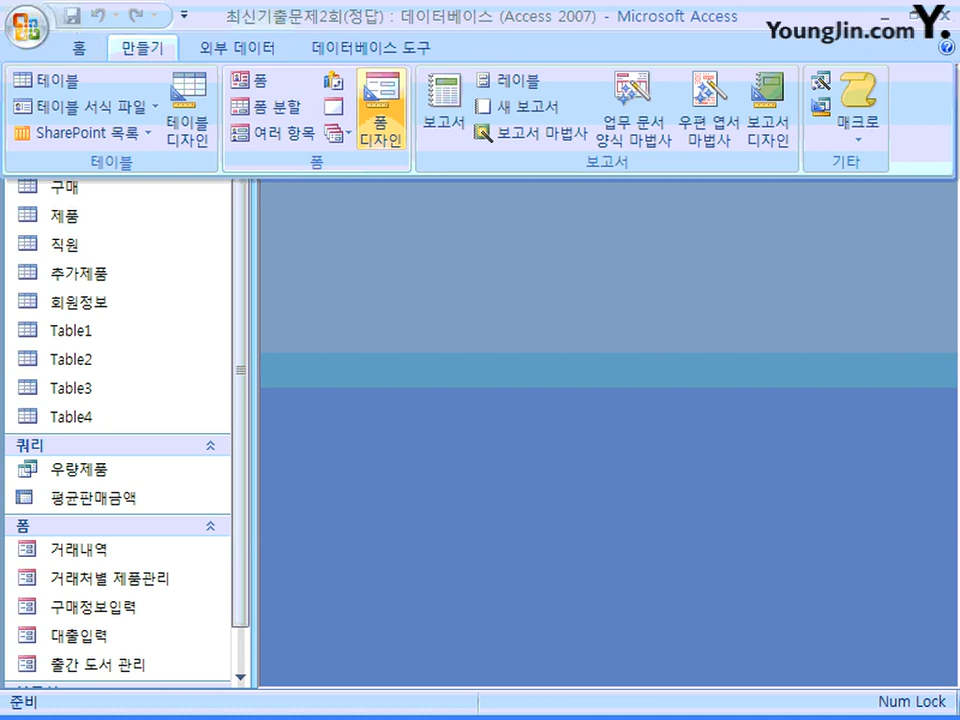 최신기출문제2회(정답) : 데이터베이스 (Access 2007) - Microsoft Access
YoungJin.com Y.
홈 만들기 외부 데이터 데이터베이스 도구
테이블
테이블 서식 파일
SharePoint 목록
테이블 디자인
테이블
폼
폼 분할
여러 항목
폼 디자인
폼
보고서
레이블
새 보고서
보고서 마법사
업무 문서 양식 마법사
우편 엽서 마법사
보고서 디자인
보고서
매크로
기타
구매
제품
직원
추가제품
회원정보
Table1
Table2
Table3
Table4
쿼리
우량제품
평균판매금액
폼
거래내역
거래처별 제품관리
구매정보입력
대출입력
출간 도서 관리
준비
Num Lock